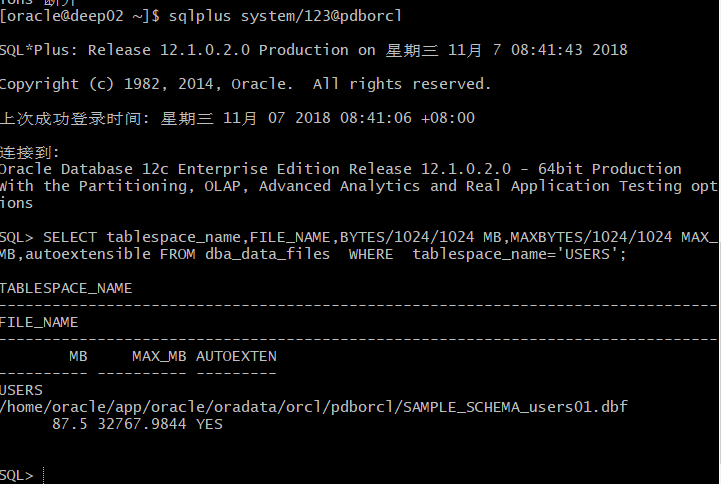 ions 断开
[oracle@deep02 ~]$ sqlplus system/123@pdborcl
SQL*Plus: Release 12.1.0.2.0 Production on 星期三 11月 7 08:41:43 2018
Copyright (c) 1982, 2014, Oracle.  All rights reserved.
上次成功登录时间: 星期三 11月 07 2018 08:41:06 +08:00
连接到:
Oracle Database 12c Enterprise Edition Release 12.1.0.2.0 - 64bit Production
With the Partitioning, OLAP, Advanced Analytics and Real Application Testing opt
ions
SQL> SELECT tablespace_name,FILE_NAME,BYTES/1024/1024 MB,MAXBYTES/1024/1024 MAX_
MB,autoextensible FROM dba_data_files  WHERE  tablespace_name='USERS';
TABLESPACE_NAME
--------------------------------------------------------------------------------
FILE_NAME
--------------------------------------------------------------------------------
        MB     MAX_MB AUTOEXTEN
---------- ---------- ---------
USERS
/home/oracle/app/oracle/oradata/orcl/pdborcl/SAMPLE_SCHEMA_users01.dbf
      87.5 32767.9844 YES
SQL>